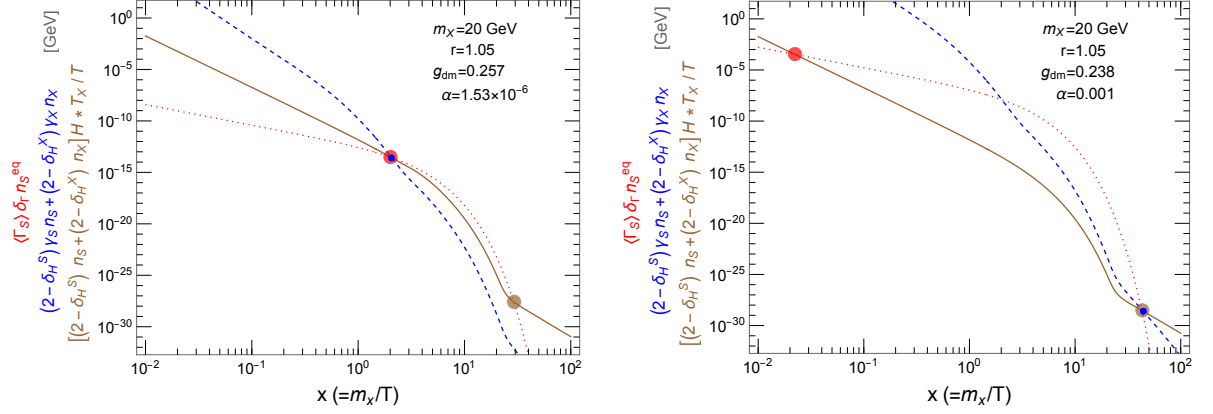 ⟨Γ_S⟩ δ_Γ n_S^eq
(2-δ_H^S) γ_S n_S+(2-δ_H^X) γ_X n_X
[(2-δ_H^S) n_S+(2-δ_H^X) n_X] H * T_X / T
[GeV]
10^0
10^-5
10^-10
10^-15
10^-20
10^-25
10^-30
m_X=20 GeV
r=1.05
g_dm=0.257
α=1.53×10^-6
10^-2
10^-1
10^0
10^1
10^2
x (=m_x/T)
⟨Γ_S⟩ δ_Γ n_S^eq
(2-δ_H^S) γ_S n_S+(2-δ_H^X) γ_X n_X
[(2-δ_H^S) n_S+(2-δ_H^X) n_X] H * T_X / T
[GeV]
10^0
10^-5
10^-10
10^-15
10^-20
10^-25
10^-30
m_X=20 GeV
r=1.05
g_dm=0.238
α=0.001
10^-2
10^-1
10^0
10^1
10^2
x (=m_x/T)